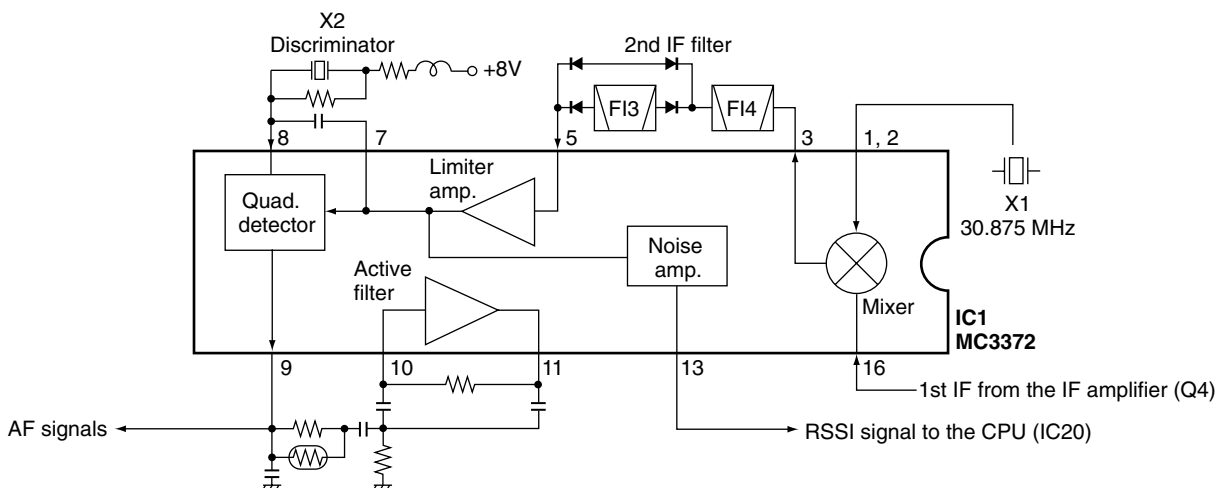 X2
Discriminator
+8V
2nd IF filter
FI3
FI4
8
7
5
3
1, 2
X1
30.875 MHz
Quad.
detector
Limiter
amp.
Noise
amp.
Mixer
Active
filter
IC1
MC3372
9
10
11
13
16
1st IF from the IF amplifier (Q4)
AF signals
RSSI signal to the CPU (IC20)